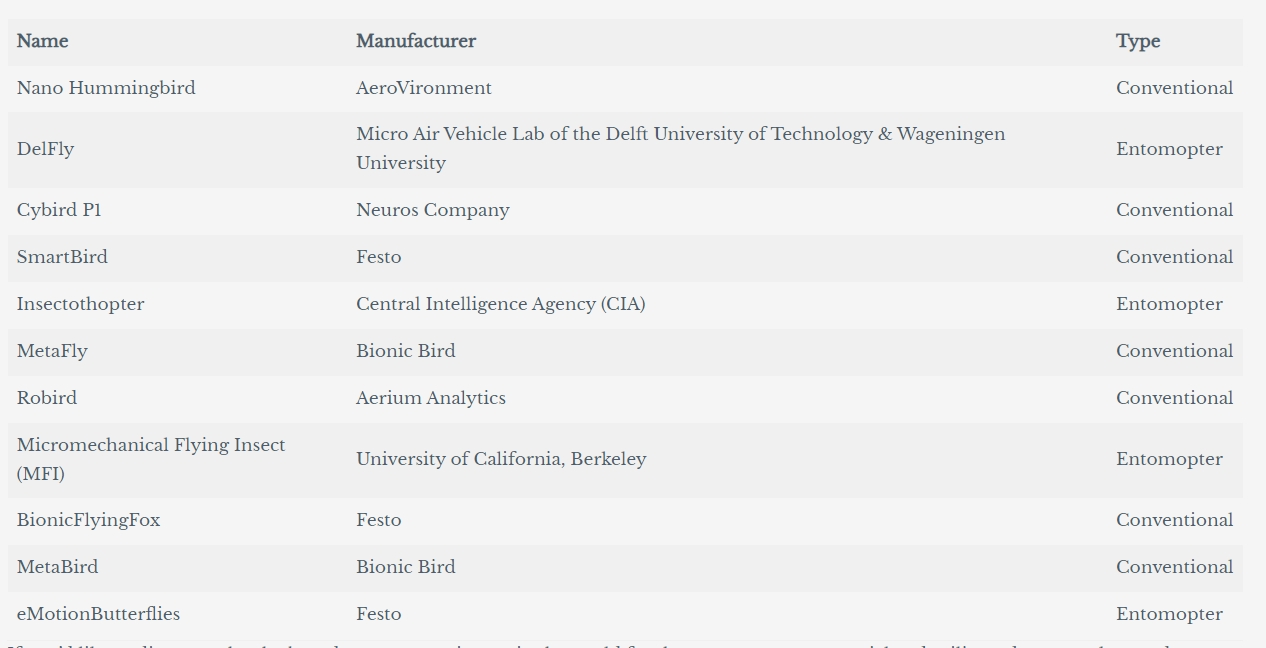 Name Manufacturer Type
Nano Hummingbird AeroVironment Conventional
DelFly Micro Air Vehicle Lab of the Delft University of Technology & Wageningen
University Entomopter
Cybird P1 Neuros Company Conventional
SmartBird Festo Conventional
Insectothopter Central Intelligence Agency (CIA) Entomopter
MetaFly Bionic Bird Conventional
Robird Aerium Analytics Conventional
Micromechanical Flying Insect
(MFI) University of California, Berkeley Entomopter
BionicFlyingFox Festo Conventional
MetaBird Bionic Bird Conventional
eMotionButterflies Festo Entomopter